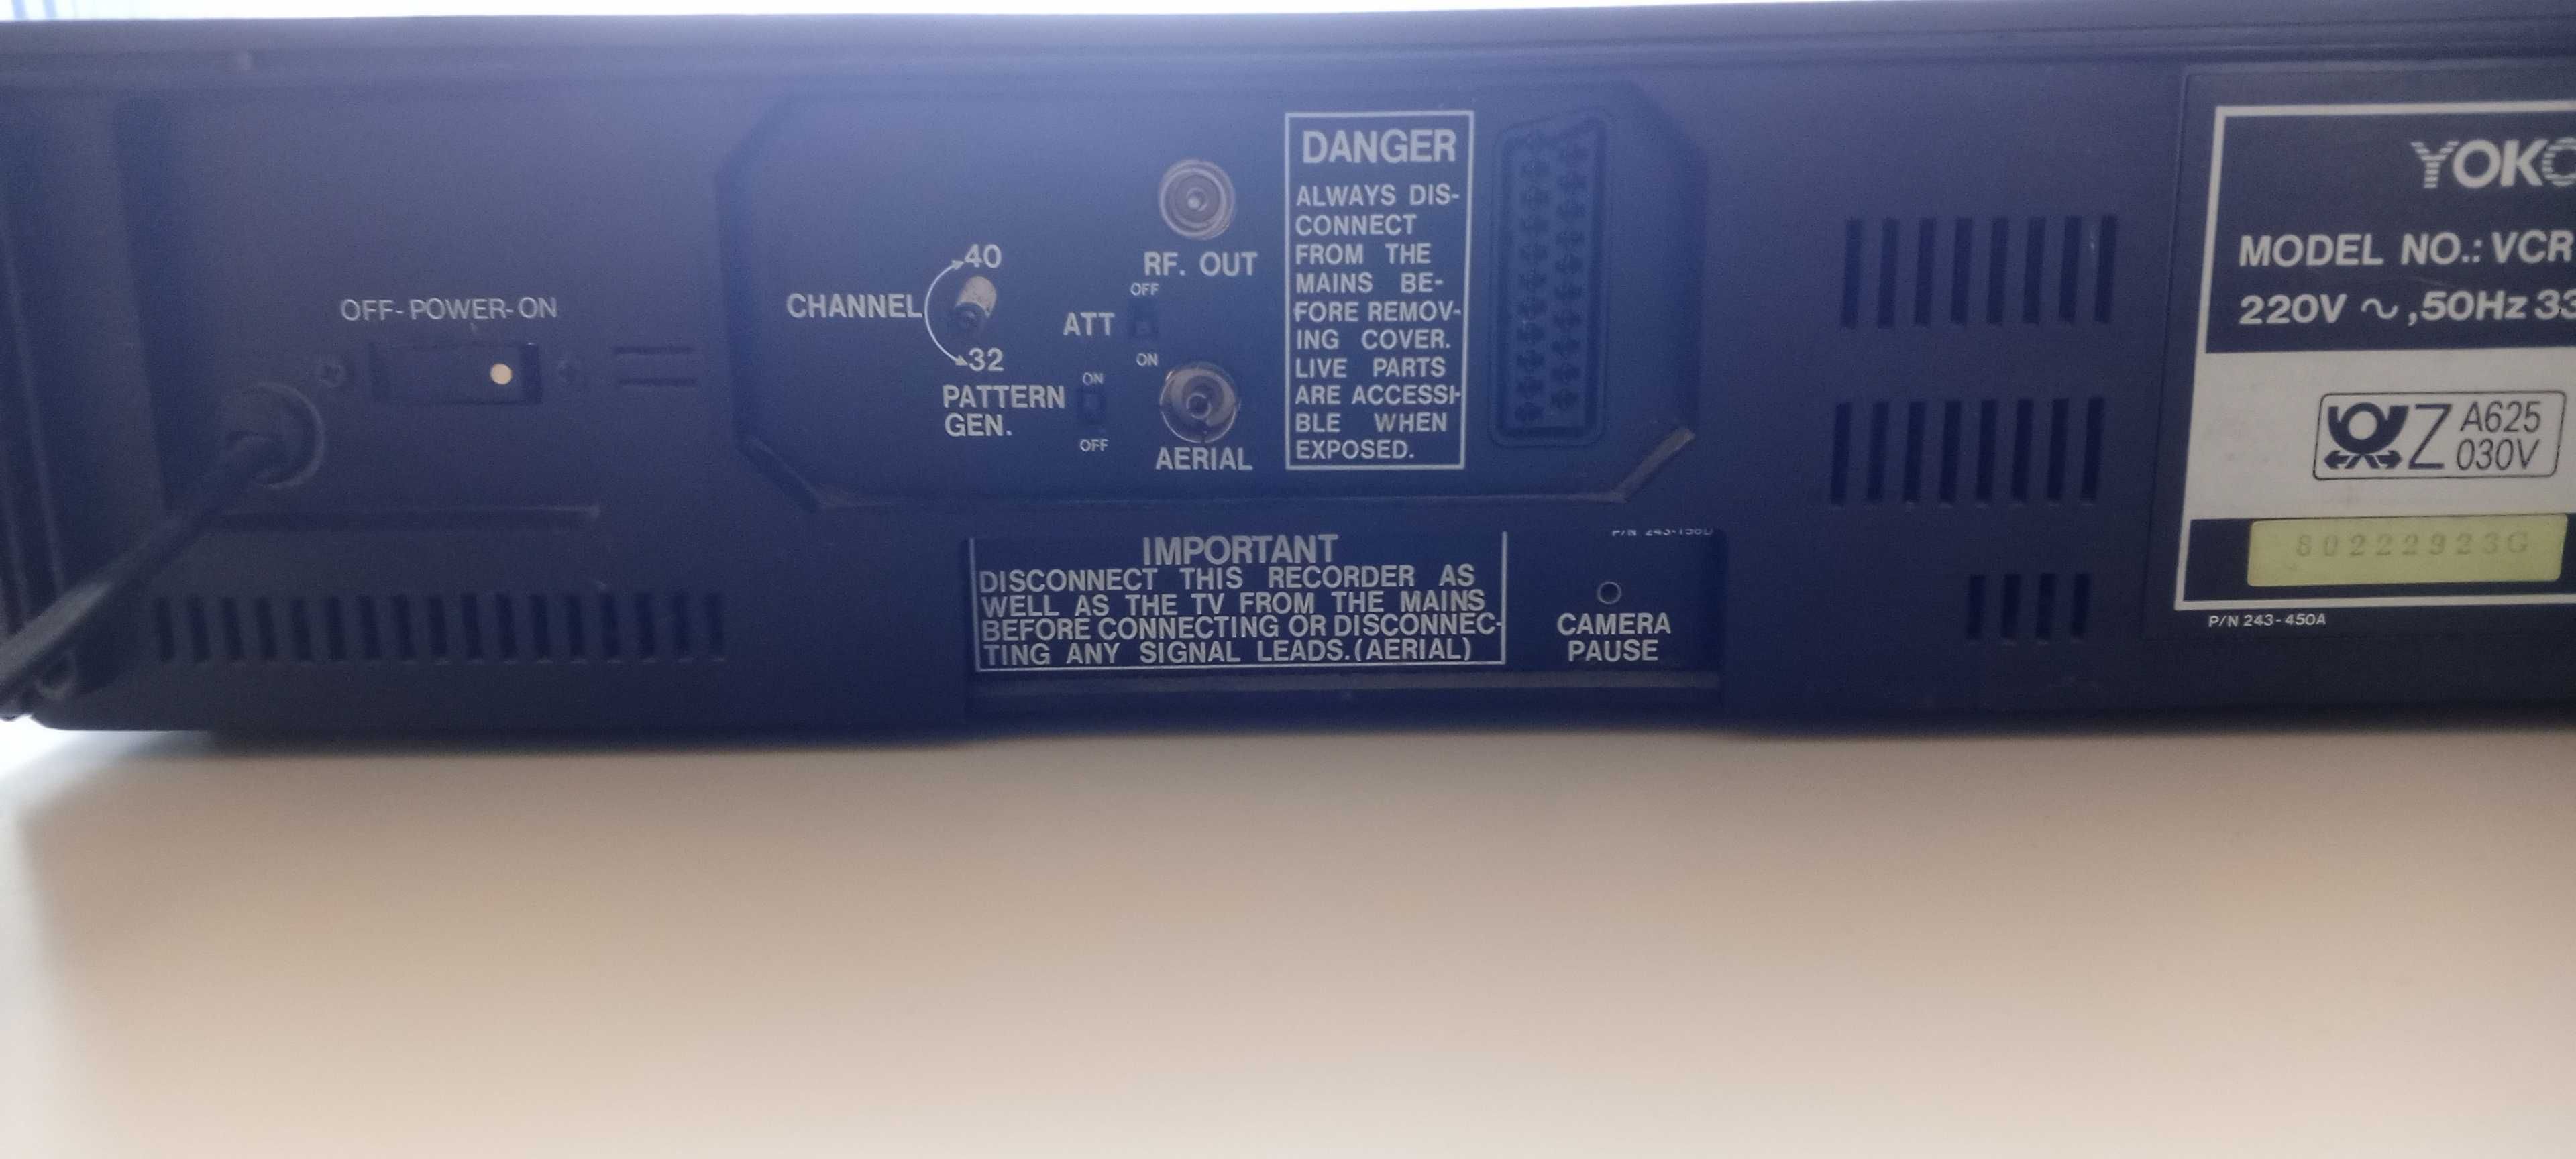 OFF-POWER-ON
CHANNEL
40
32
PATTERN
GEN.
ON
OFF
RF. OUT
ATT
OFF
ON
AERIAL
DANGER
ALWAYS DIS-
CONNECT
FROM THE
MAINS BE-
FORE REMOV-
ING COVER.
LIVE PARTS
ARE ACCESSI-
BLE WHEN
EXPOSED.
IMPORTANT
DISCONNECT THIS RECORDER AS
WELL AS THE TV FROM THE MAINS
BEFORE CONNECTING OR DISCONNEC-
TING ANY SIGNAL LEADS.(AERIAL)
P/N 243-156D
CAMERA
PAUSE
YOKO
MODEL NO.: VCR
220V ~,50Hz 33
Z A625
030V
80222923G
P/N 243-450A